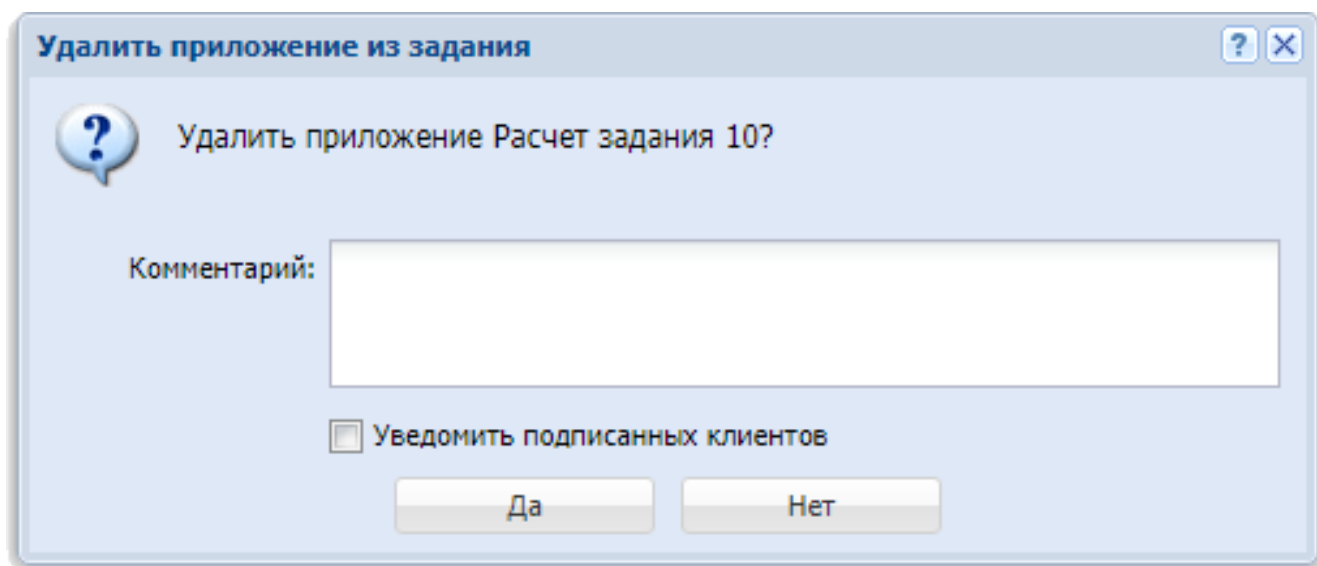 Удалить приложение из задания
Удалить приложение Расчет задания 10?
Комментарий:
Уведомить подписанных клиентов
Да Нет